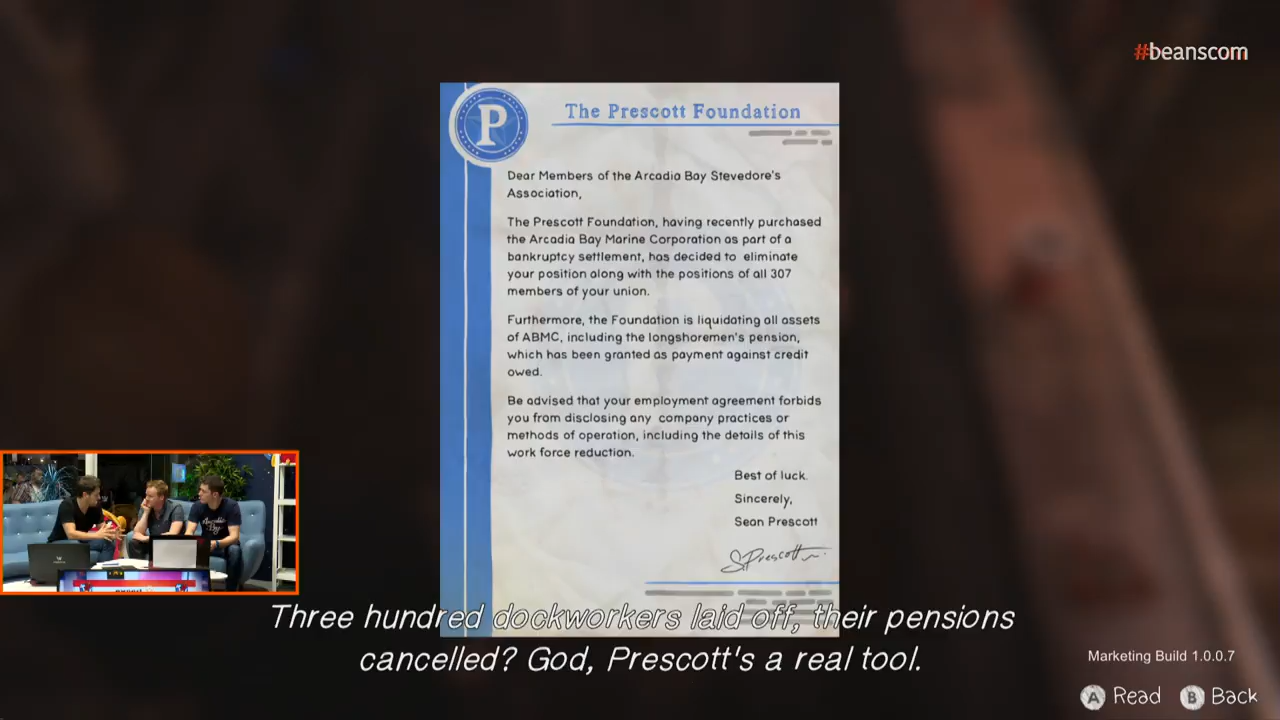 #beanscom
P
The Prescott Foundation
Dear Members of the Arcadia Bay Stevedore's
Association,
The Prescott Foundation, having recently purchased
the Arcadia Bay Marine Corporation as part of a
bankruptcy settlement, has decided to eliminate
your position along with the positions of all 307
members of your union.
Furthermore, the Foundation is liquidating all assets
of ABMC, including the longshoremen's pension,
which has been granted as payment against credit
owed.
Be advised that your employment agreement forbids
you from disclosing any company practices or
methods of operation, including the details of this
work force reduction.
Best of luck.
Sincerely,
Sean Prescott
S Prescott
Arcadia
Bay
Three hundred dockworkers laid off, their pensions
cancelled? God, Prescott's a real tool.
Marketing Build 1.0.0.7
A Read B Back